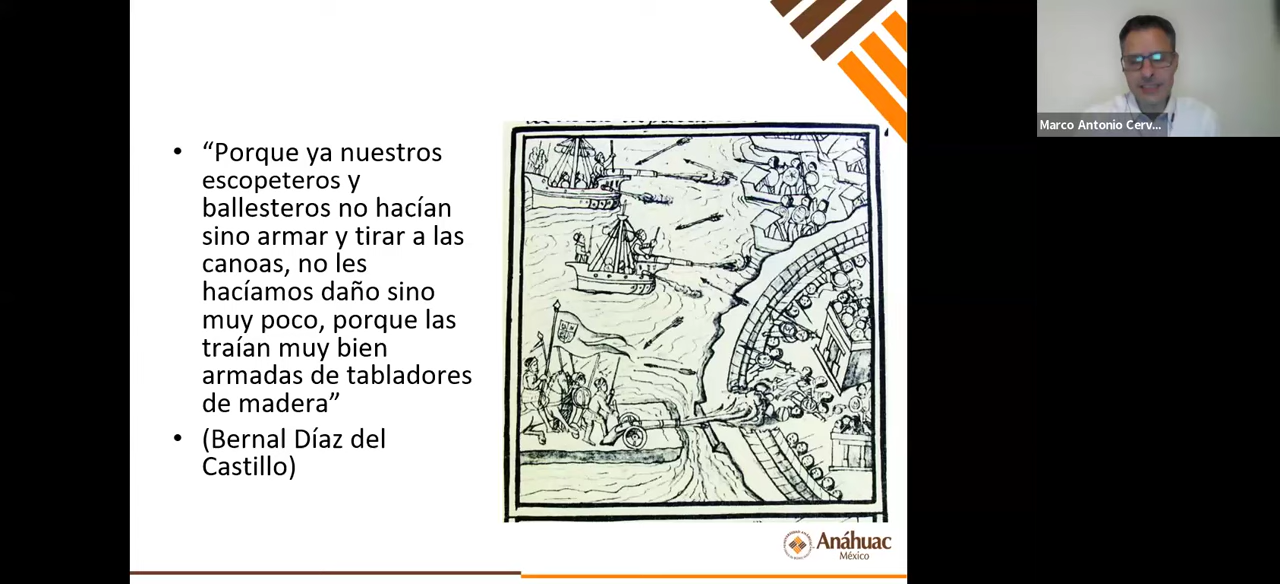 • “Porque ya nuestros
escopeteros y
ballesteros no hacían
sino armar y tirar a las
canoas, no les
hacíamos daño sino
muy poco, porque las
traían muy bien
armadas de tabladores
de madera”
• (Bernal Díaz del
Castillo)
Marco Antonio Cerv...
Anáhuac
México